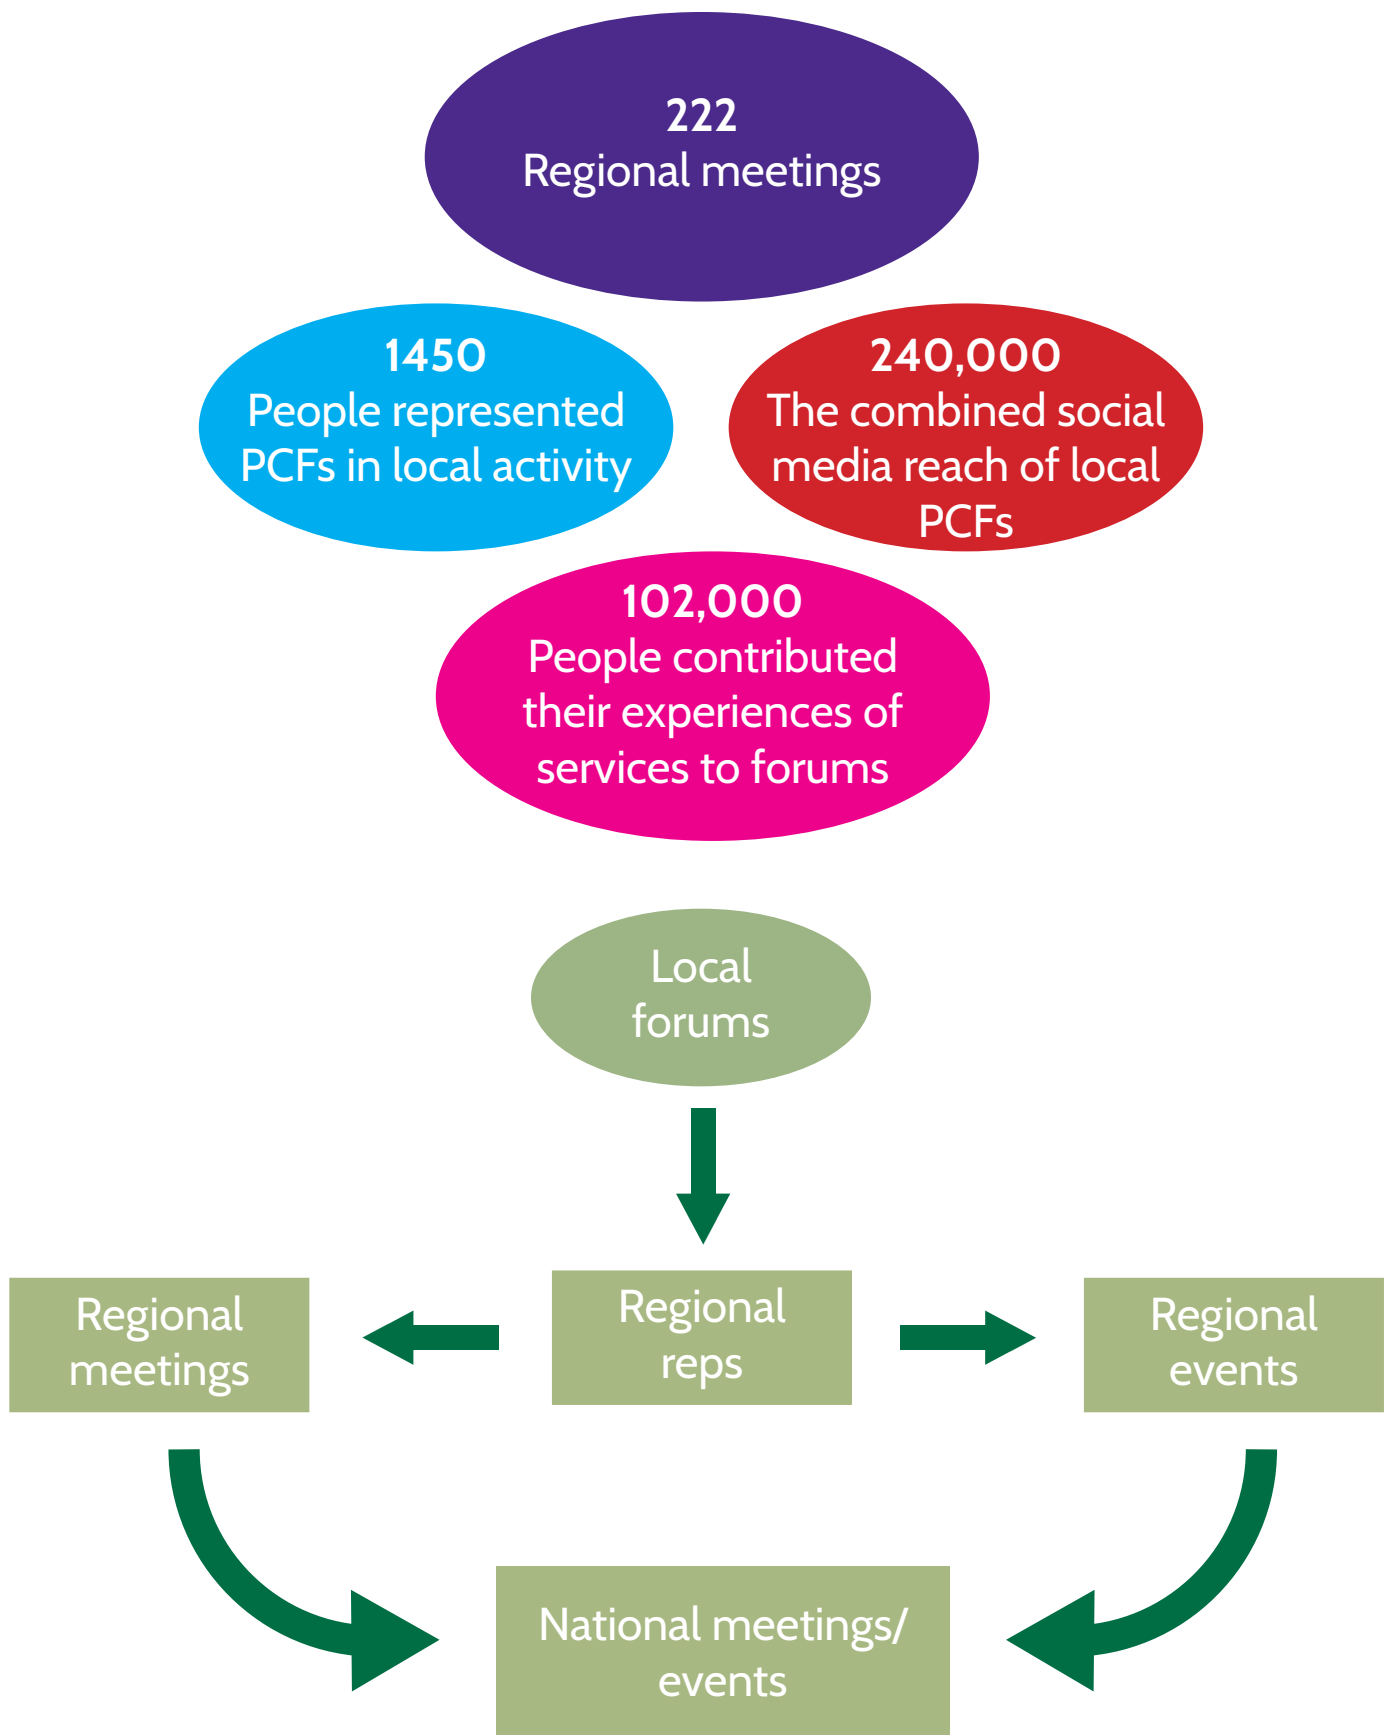 222
Regional meetings
1450
People represented
PCFs in local activity
240,000
The combined social
media reach of local
PCFs
102,000
People contributed
their experiences of
services to forums
Local
forums
Regional
meetings
Regional
reps
Regional
events
National meetings/
events